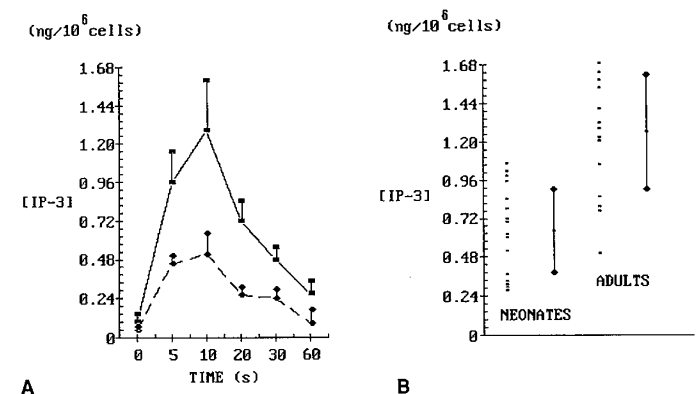 (ng/10⁶cells)
1.68
1.44
1.20
0.96
[IP-3]
0.72
0.48
0.24
0
0 5 10 20 30 60
TIME (s)
A
(ng/10⁶cells)
1.68
1.44
1.20
0.96
[IP-3]
0.72
0.48
0.24
0
ADULTS
NEONATES
B